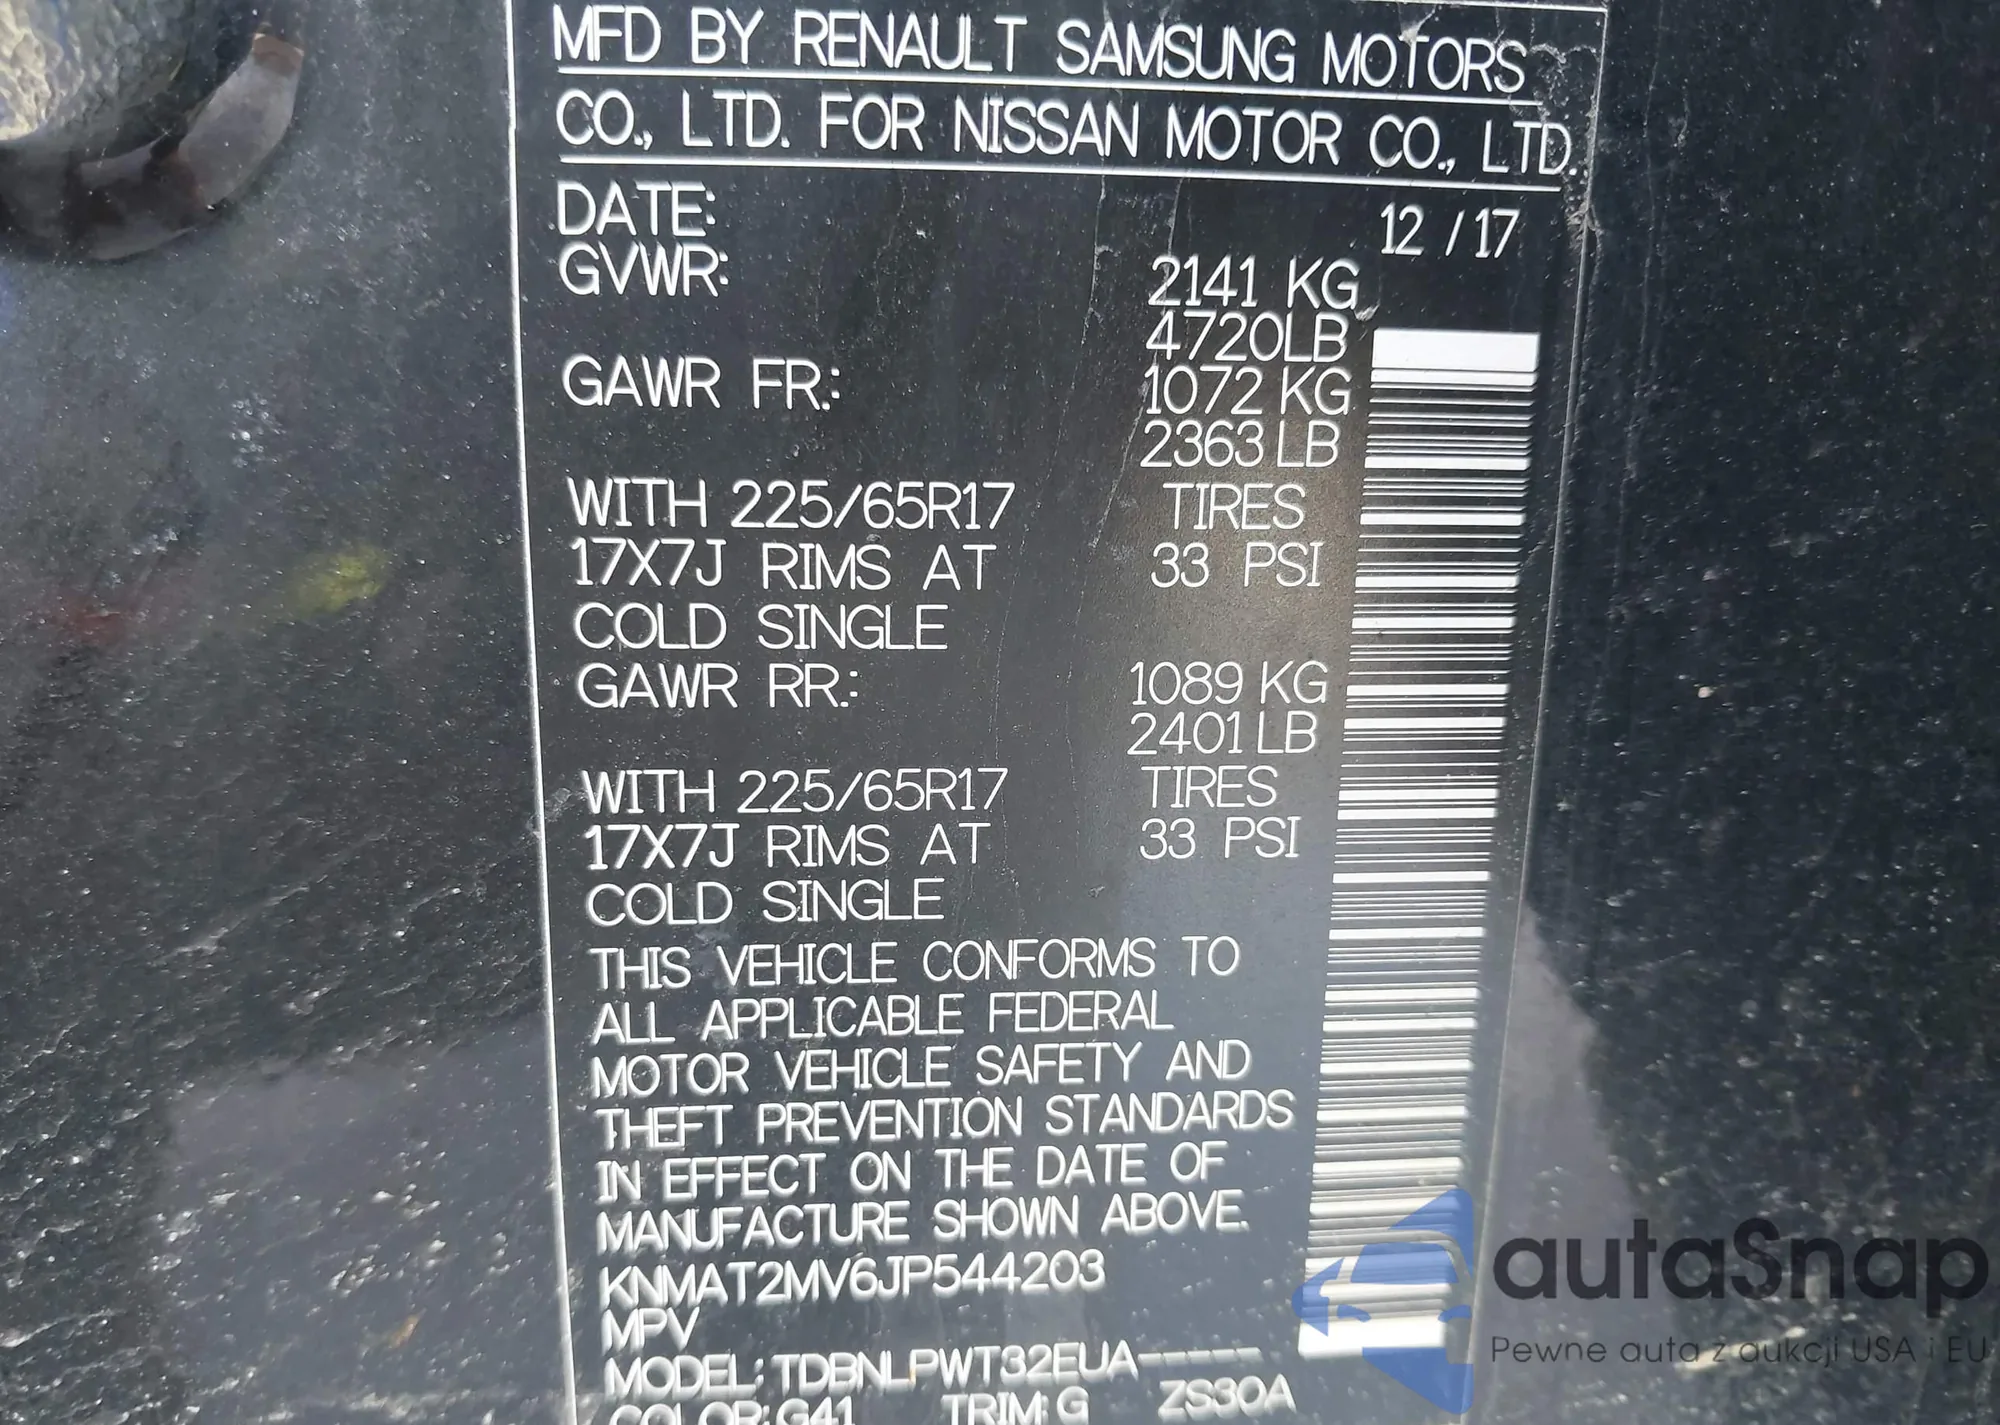 MFD BY RENAULT SAMSUNG MOTORS
CO., LTD. FOR NISSAN MOTOR CO., LTD.
DATE: 12 / 17
GVWR: 2141 KG
4720LB
GAWR FR.: 1072 KG
2363 LB
WITH 225/65R17 TIRES
17X7J RIMS AT 33 PSI
COLD SINGLE
GAWR RR.: 1089 KG
2401 LB
WITH 225/65R17 TIRES
17X7J RIMS AT 33 PSI
COLD SINGLE
THIS VEHICLE CONFORMS TO
ALL APPLICABLE FEDERAL
MOTOR VEHICLE SAFETY AND
THEFT PREVENTION STANDARDS
IN EFFECT ON THE DATE OF
MANUFACTURE SHOWN ABOVE.
KNMAT2MV6JP544203
MPV
MODEL: TDBNLPWT32EUA-----
COLOR: G41 TRIM: G ZS30A
autaSnap
Pewne auta z aukcji USA i EU